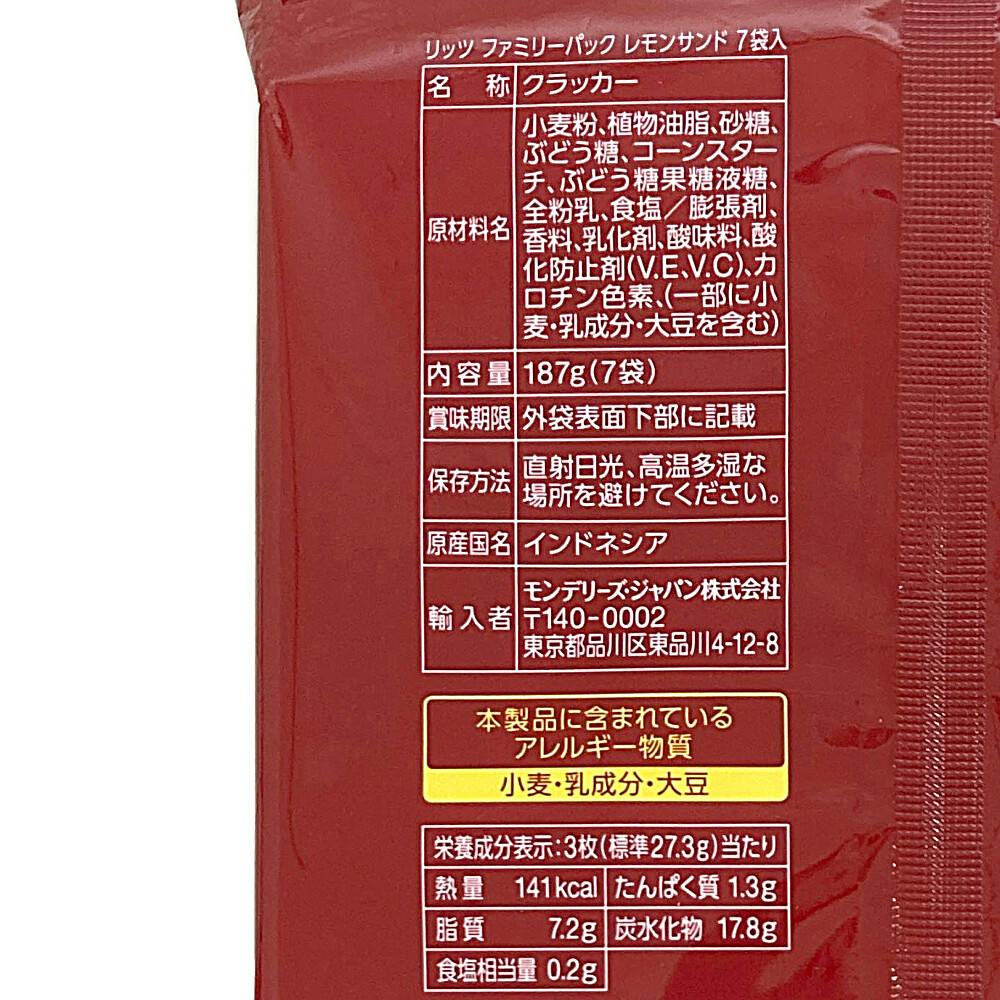 リッツ ファミリーパック レモンサンド 7袋入
名 称 クラッカー
原材料名
小麦粉、植物油脂、砂糖、
ぶどう糖、コーンスター
チ、ぶどう糖果糖液糖、
全粉乳、食塩／膨張剤、
香料、乳化剤、酸味料、酸
化防止剤(V.E、V.C)、カ
ロチン色素、(一部に小
麦・乳成分・大豆を含む)
内容量 187g(7袋)
賞味期限 外袋表面下部に記載
保存方法
直射日光、高温多湿な
場所を避けてください。
原産国名 インドネシア
輸入者
モンデリーズ・ジャパン株式会社
〒140-0002
東京都品川区東品川4-12-8
本製品に含まれている
アレルギー物質
小麦・乳成分・大豆
栄養成分表示:3枚(標準27.3g)当たり
熱量 141kcal たんぱく質 1.3g
脂質 7.2g 炭水化物 17.8g
食塩相当量 0.2g